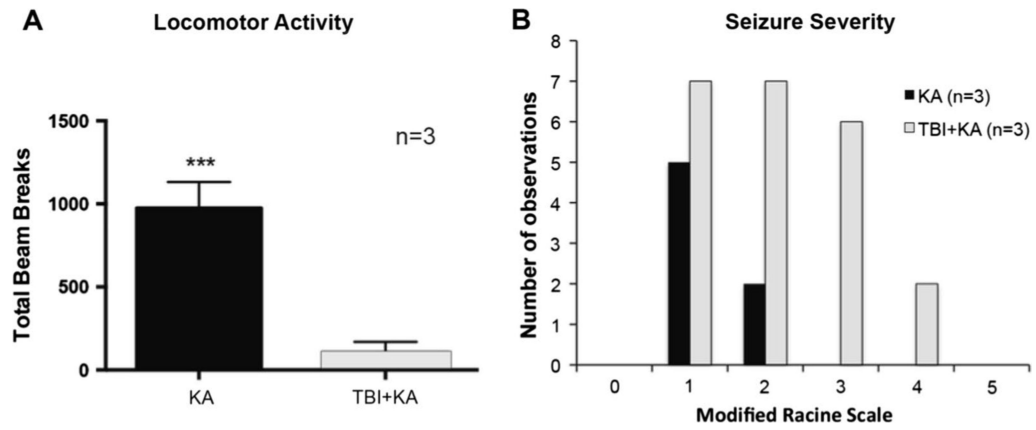 A
Locomotor Activity
Total Beam Breaks
1500
1000
500
0
***
n=3
KA
TBI+KA
B
Seizure Severity
Number of observations
8
7
6
5
4
3
2
1
0
KA (n=3)
TBI+KA (n=3)
0 1 2 3 4 5
Modified Racine Scale